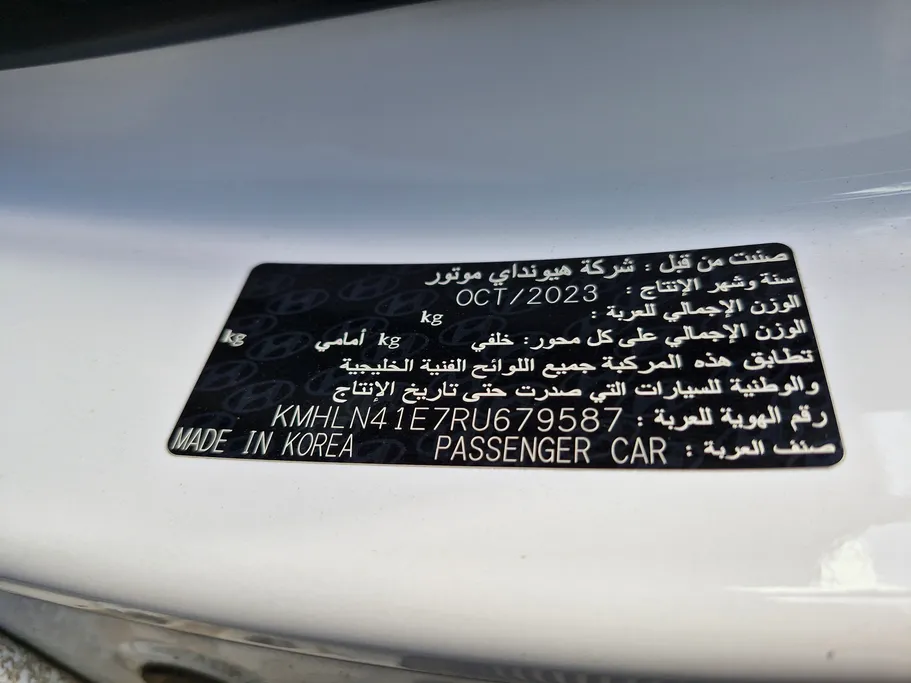 صنعت من قبل : شركة هيونداي موتور
سنة وشهر الإنتاج : OCT/2023
الوزن الإجمالي للعربة : kg
الوزن الإجمالي على كل محور: خلفي kg أمامي kg
تطابق هذه المركبة جميع اللوائح الفنية الخليجية
والوطنية للسيارات التي صدرت حتى تاريخ الإنتاج
رقم الهوية للعربة : KMHLN41E7RU679587
صنف العربة : PASSENGER CAR MADE IN KOREA